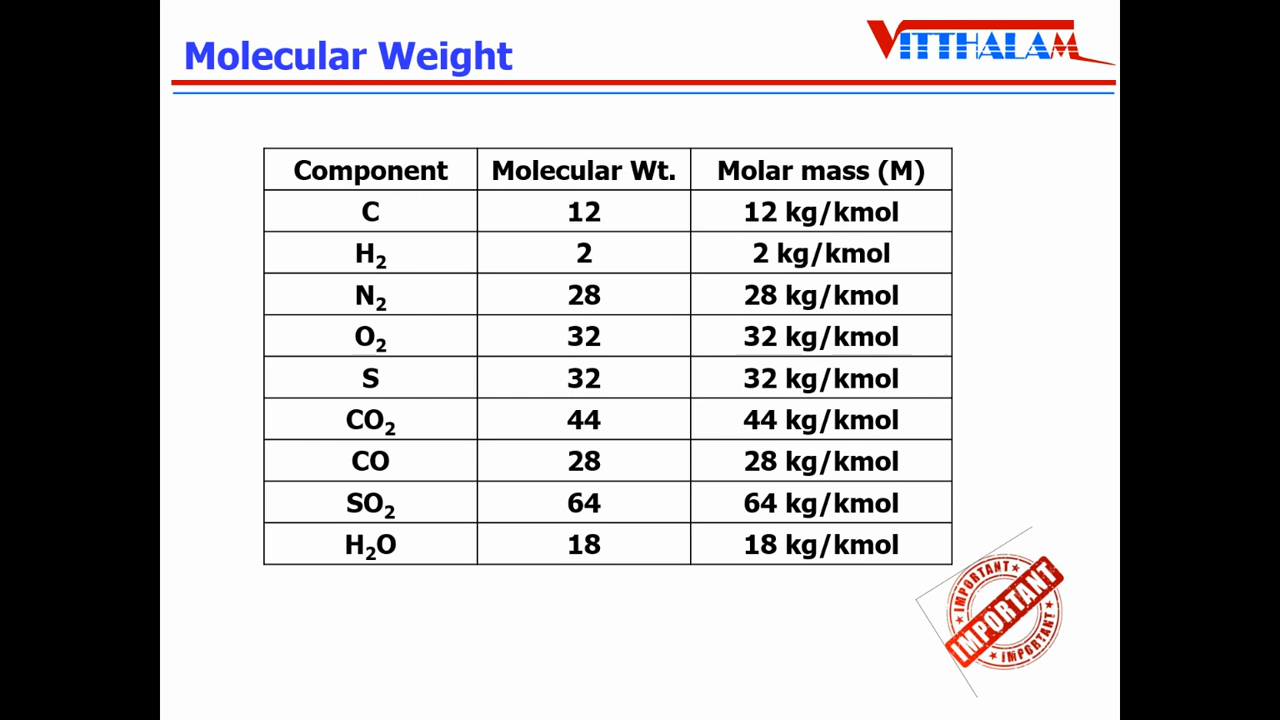 Molecular Weight
VITTHALAM
Component Molecular Wt. Molar mass (M)
C 12 12 kg/kmol
H₂ 2 2 kg/kmol
N₂ 28 28 kg/kmol
O₂ 32 32 kg/kmol
S 32 32 kg/kmol
CO₂ 44 44 kg/kmol
CO 28 28 kg/kmol
SO₂ 64 64 kg/kmol
H₂O 18 18 kg/kmol
IMPORTANT
IMPORTANT
IMPORTANT